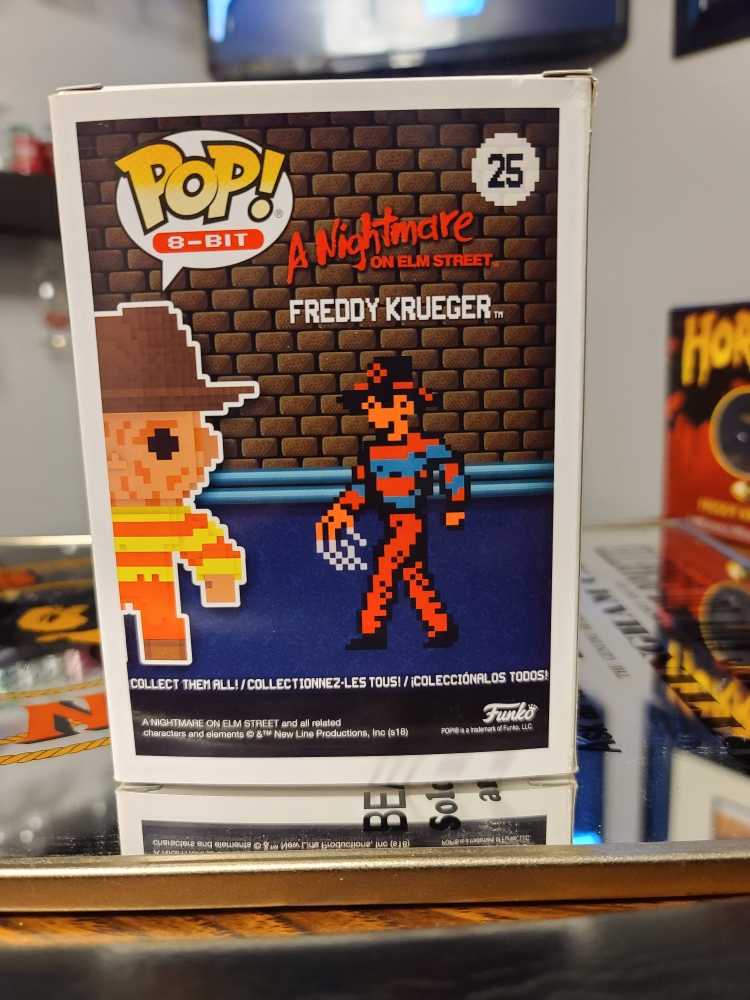 POP!®
8-BIT
25
A Nightmare
ON ELM STREET™
FREDDY KRUEGER™
COLLECT THEM ALL! / COLLECTIONNEZ-LES TOUS! / ¡COLECCIÓNALOS TODOS!
A NIGHTMARE ON ELM STREET and all related
characters and elements © &™ New Line Productions, Inc (s18)
Funko
POP!® is a trademark of Funko, LLC.
HOR